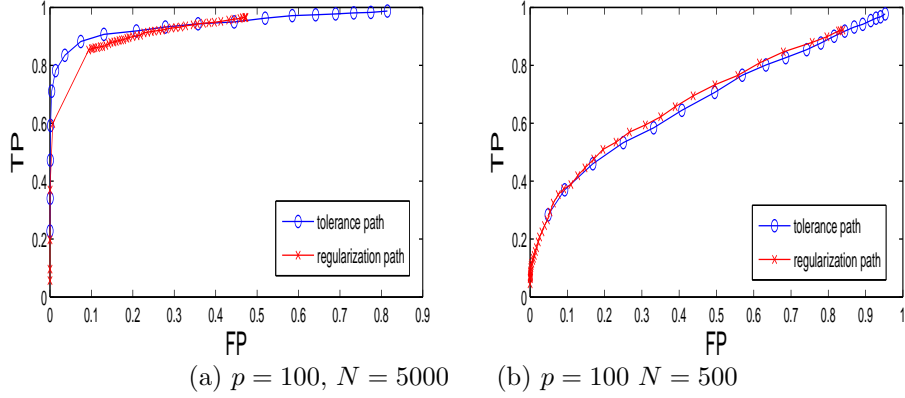 1
0.8
0.6
0.4
0.2
0
TP
0 0.1 0.2 0.3 0.4 0.5 0.6 0.7 0.8 0.9
FP
tolerance path
regularization path
(a) p = 100, N = 5000
1
0.8
0.6
0.4
0.2
0
TP
0 0.1 0.2 0.3 0.4 0.5 0.6 0.7 0.8 0.9 1
FP
tolerance path
regularization path
(b) p = 100 N = 500